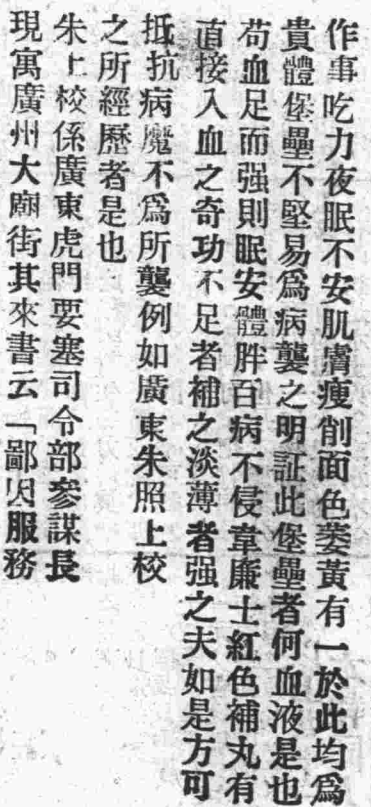 作事吃力夜眠不安肌膚瘦削面色萎黃有一於此均爲
貴體堡壘不堅易爲病襲之明証此堡壘者何血液是也
苟血足而强則眠安體胖百病不侵韋廉士紅色補丸有
直接入血之奇功不足者補之淡薄者强之夫如是方可
抵抗病魔不爲所襲例如廣東朱照上校
之所經歷者是也
朱上校係廣東虎門要塞司令部參謀長
現寓廣州大廟街其來書云「鄙人服務